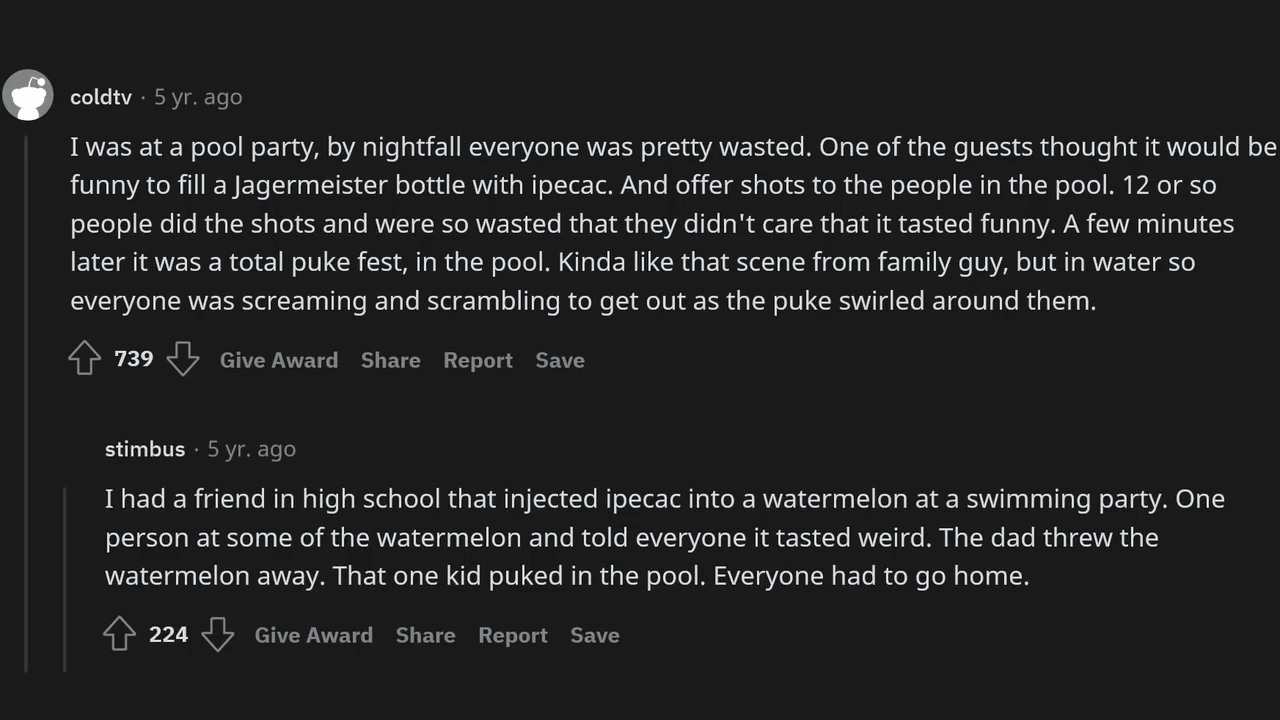 coldtv · 5 yr. ago
I was at a pool party, by nightfall everyone was pretty wasted. One of the guests thought it would be
funny to fill a Jagermeister bottle with ipecac. And offer shots to the people in the pool. 12 or so
people did the shots and were so wasted that they didn't care that it tasted funny. A few minutes
later it was a total puke fest, in the pool. Kinda like that scene from family guy, but in water so
everyone was screaming and scrambling to get out as the puke swirled around them.
739 Give Award Share Report Save
stimbus · 5 yr. ago
I had a friend in high school that injected ipecac into a watermelon at a swimming party. One
person at some of the watermelon and told everyone it tasted weird. The dad threw the
watermelon away. That one kid puked in the pool. Everyone had to go home.
224 Give Award Share Report Save